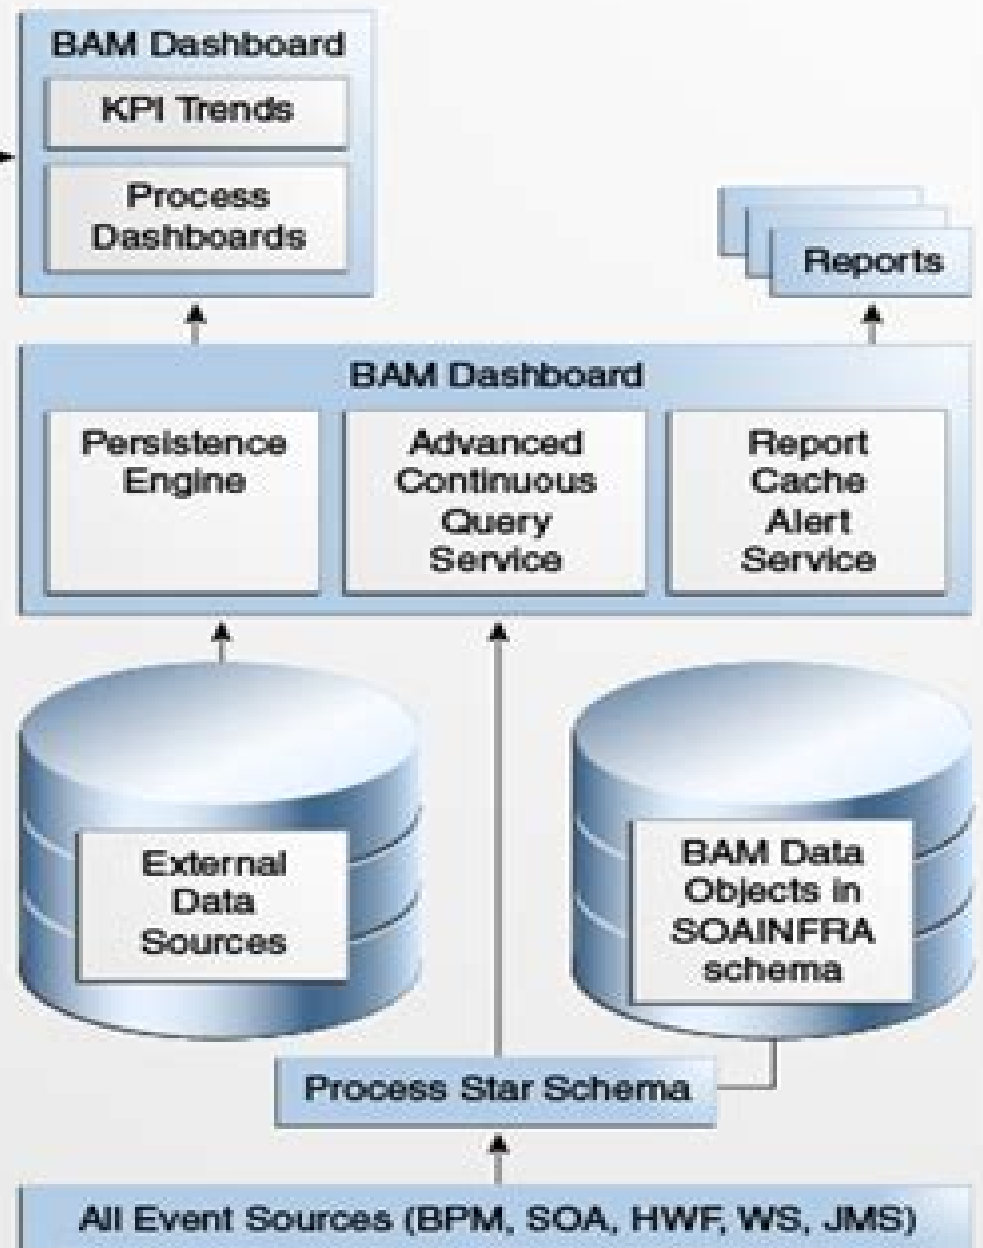 BAM Dashboard
KPI Trends
Process
Dashboards
Reports
BAM Dashboard
Persistence
Engine
Advanced
Continuous
Query
Service
Report
Cache
Alert
Service
External
Data
Sources
BAM Data
Objects in
SOAINFRA
schema
Process Star Schema
All Event Sources (BPM, SOA, HWF, WS, JMS)